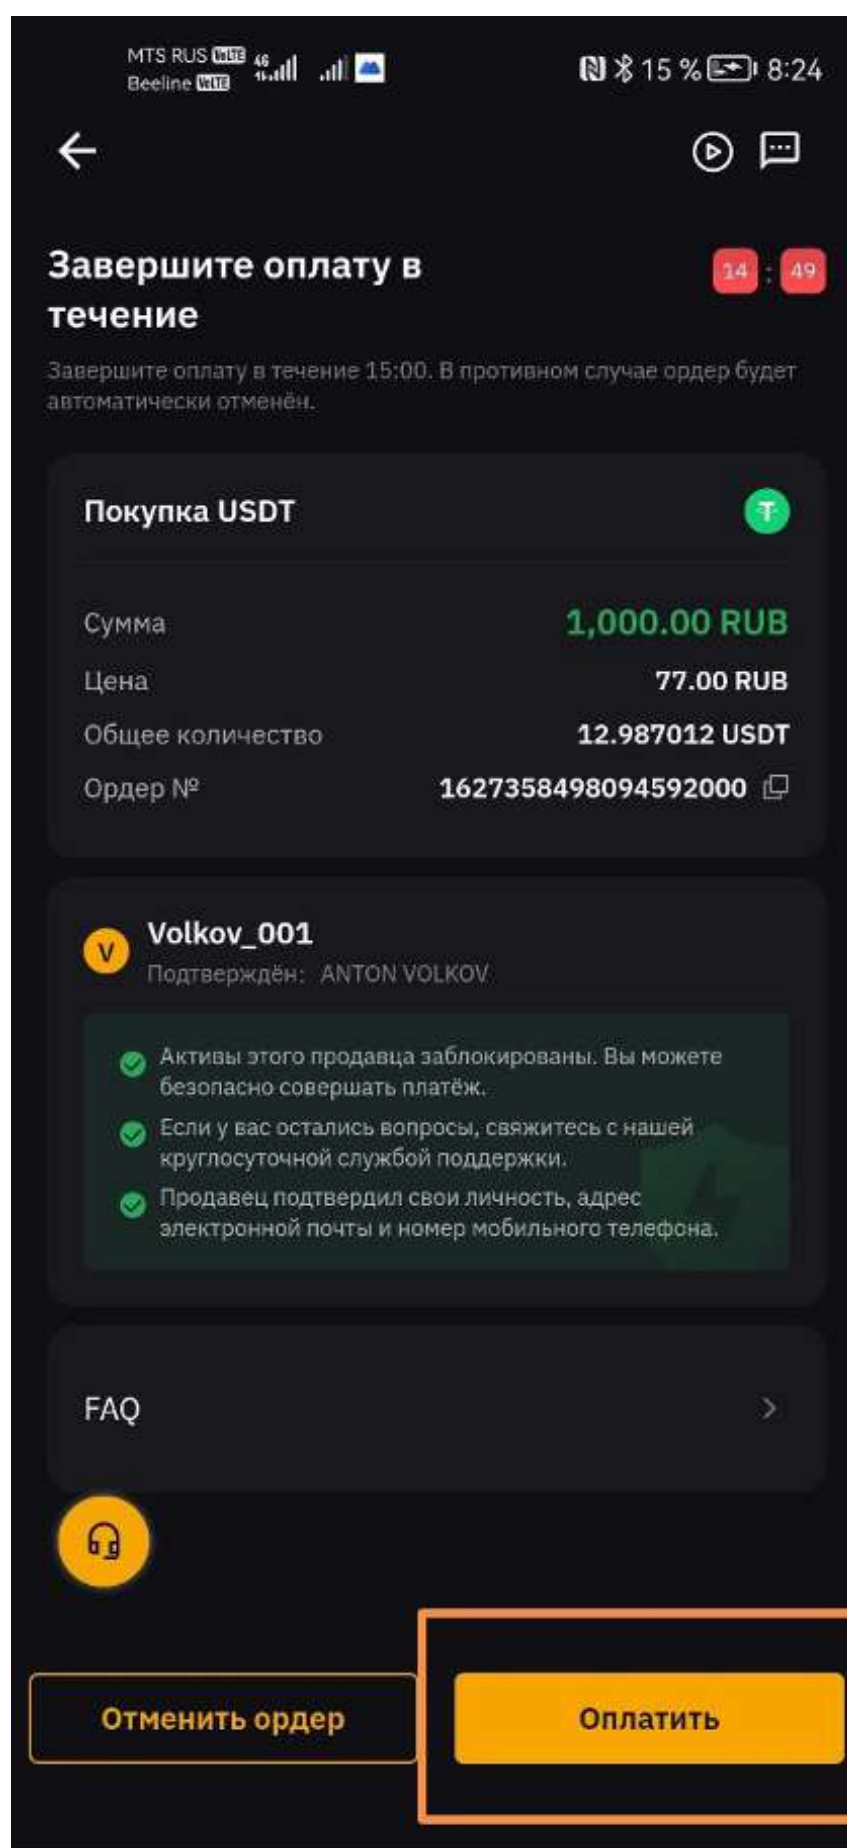 MTS RUS VoLTE 4G
Beeline VoLTE
15 % 8:24
Завершите оплату в
течение
14 : 49
Завершите оплату в течение 15:00. В противном случае ордер будет
автоматически отменён.
Покупка USDT
Сумма 1,000.00 RUB
Цена 77.00 RUB
Общее количество 12.987012 USDT
Ордер № 1627358498094592000
V
Volkov_001
Подтверждён: ANTON VOLKOV
Активы этого продавца заблокированы. Вы можете
безопасно совершать платёж.
Если у вас остались вопросы, свяжитесь с нашей
круглосуточной службой поддержки.
Продавец подтвердил свои личность, адрес
электронной почты и номер мобильного телефона.
FAQ
Отменить ордер
Оплатить